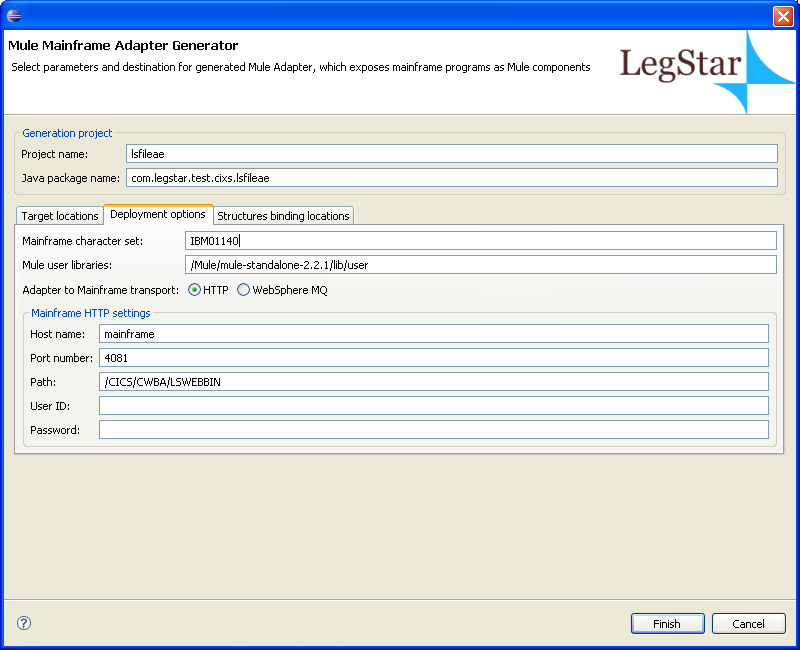 Mule Mainframe Adapter Generator
Select parameters and destination for generated Mule Adapter, which exposes mainframe programs as Mule components
LegStar
Generation project
Project name: lsfileae
Java package name: com.legstar.test.cixs.lsfileae
Target locations Deployment options Structures binding locations
Mainframe character set: IBM01140
Mule user libraries: /Mule/mule-standalone-2.2.1/lib/user
Adapter to Mainframe transport: HTTP WebSphere MQ
Mainframe HTTP settings
Host name: mainframe
Port number: 4081
Path: /CICS/CWBA/LSWEBBIN
User ID:
Password:
? Finish Cancel